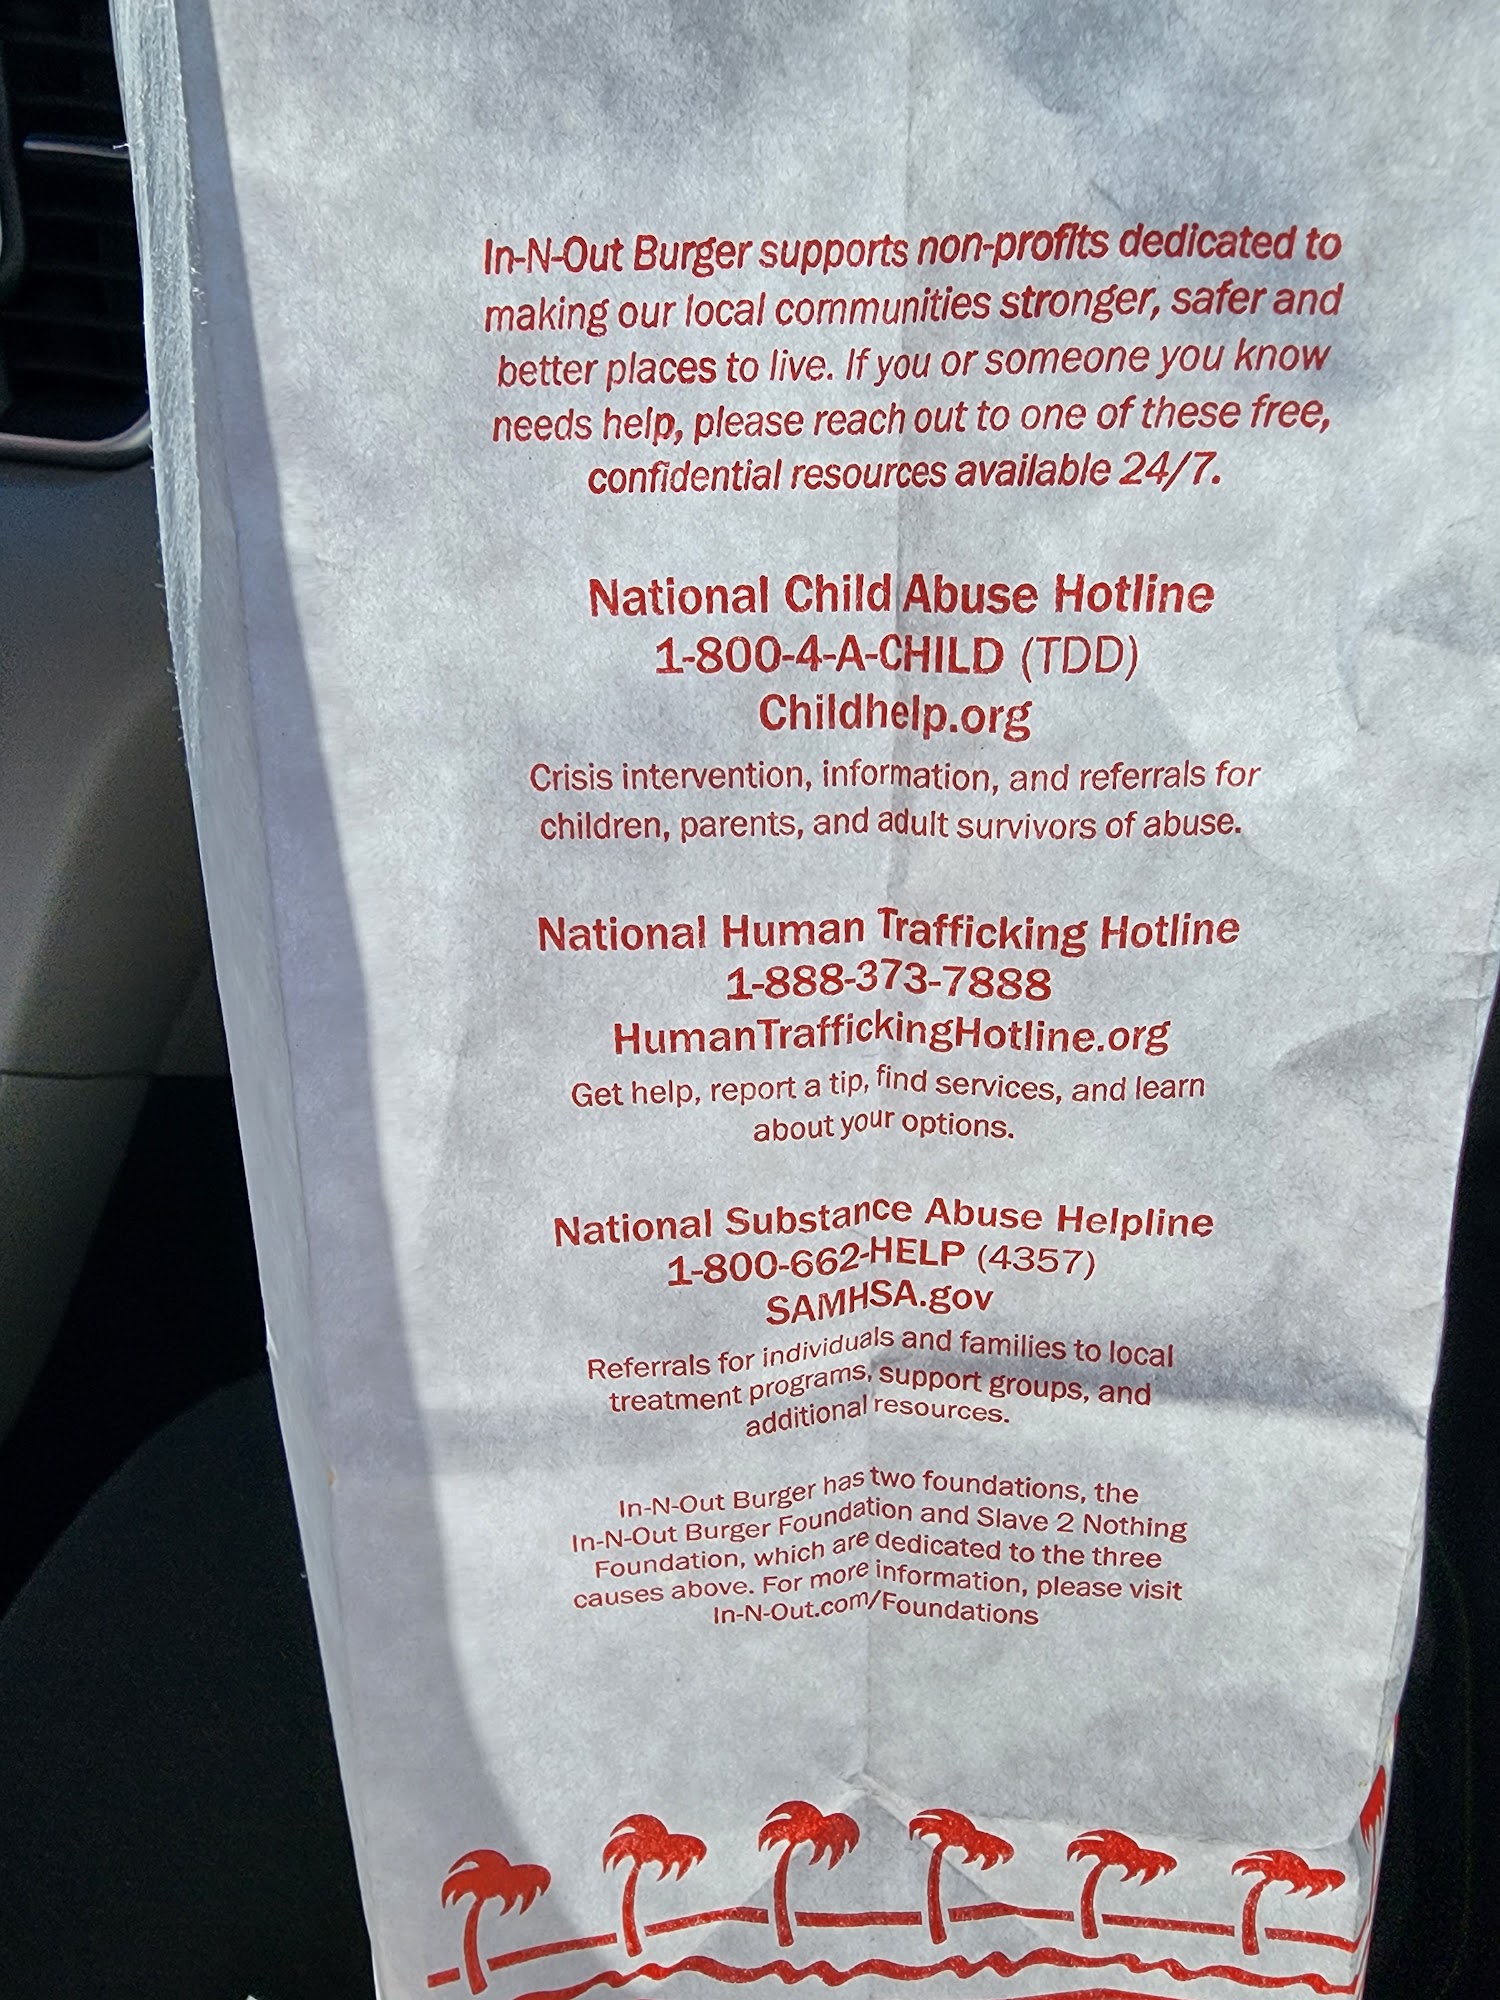 In-N-Out Burger supports non-profits dedicated to
making our local communities stronger, safer and
better places to live. If you or someone you know
needs help, please reach out to one of these free,
confidential resources available 24/7.
National Child Abuse Hotline
1-800-4-A-CHILD (TDD)
Childhelp.org
Crisis intervention, information, and referrals for
children, parents, and adult survivors of abuse.
National Human Trafficking Hotline
1-888-373-7888
HumanTraffickingHotline.org
Get help, report a tip, find services, and learn
about your options.
National Substance Abuse Helpline
1-800-662-HELP (4357)
SAMHSA.gov
Referrals for individuals and families to local
treatment programs, support groups, and
additional resources.
In-N-Out Burger has two foundations, the
In-N-Out Burger Foundation and Slave 2 Nothing
Foundation, which are dedicated to the three
causes above. For more information, please visit
In-N-Out.com/Foundations